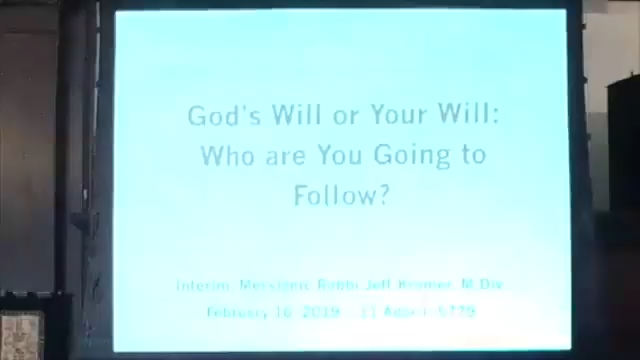 God's Will or Your Will:
Who are You Going to
Follow?
Interim Messianic Rabbi Jeff Kramer, M.Div.
February 16, 2019 - 11 Adar I, 5779